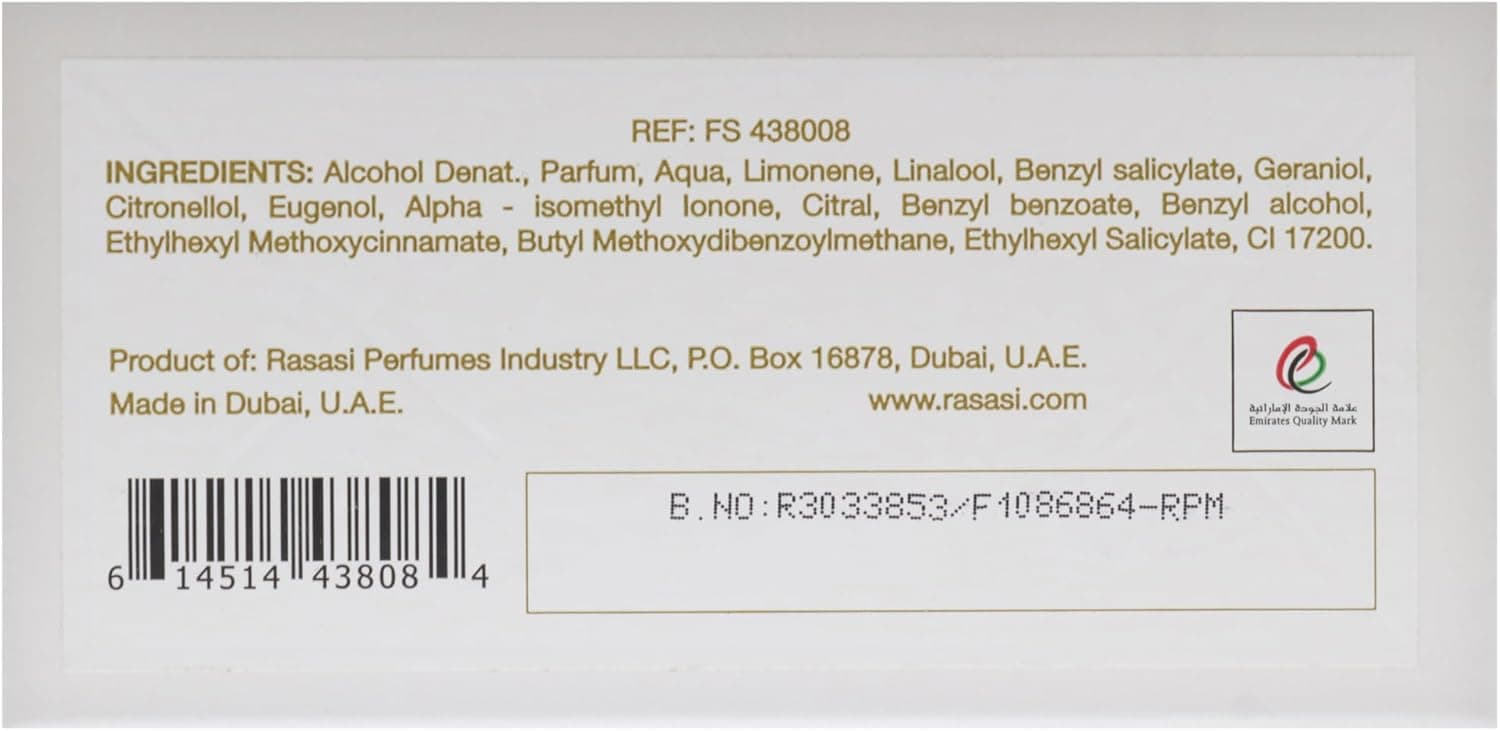 REF: FS 438008
INGREDIENTS: Alcohol Denat., Parfum, Aqua, Limonene, Linalool, Benzyl salicylate, Geraniol,
Citronellol, Eugenol, Alpha - isomethyl Ionone, Citral, Benzyl benzoate, Benzyl alcohol,
Ethylhexyl Methoxycinnamate, Butyl Methoxydibenzoylmethane, Ethylhexyl Salicylate, CI 17200.
Product of: Rasasi Perfumes Industry LLC, P.O. Box 16878, Dubai, U.A.E.
Made in Dubai, U.A.E.
www.rasasi.com
علامة الجودة الإماراتية
Emirates Quality Mark
B.NO:R3033853/F1086864-RPM
6 14514 43808 4